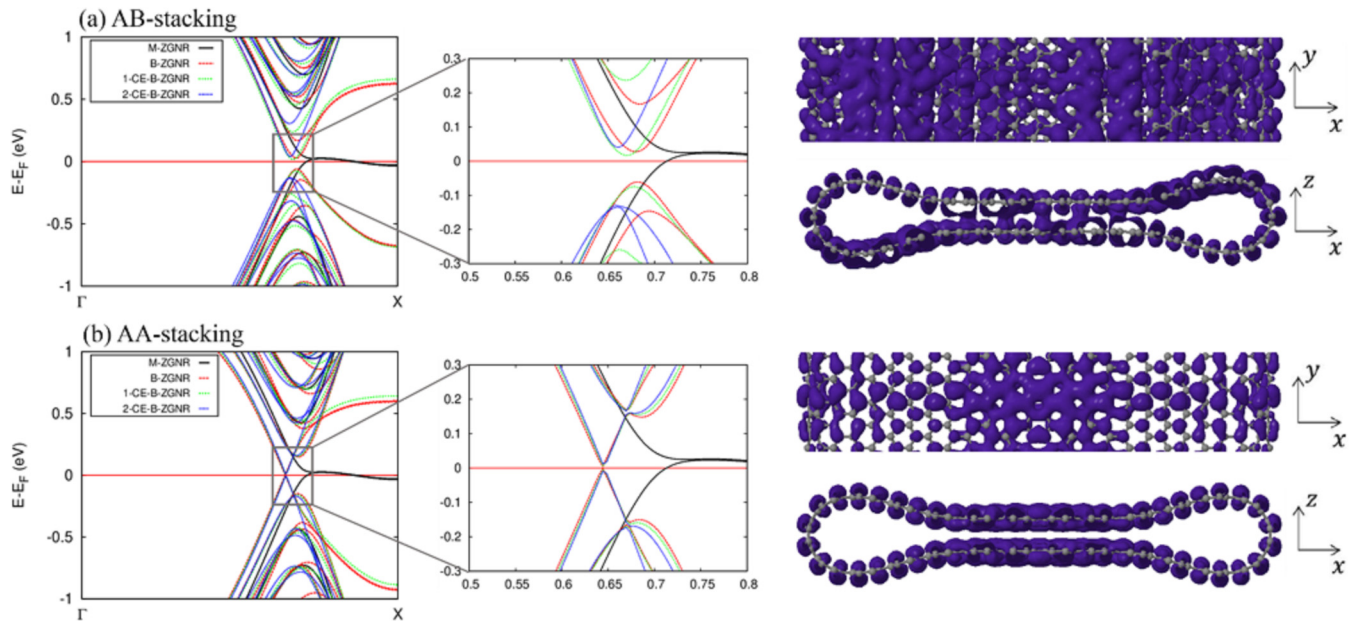 (a) AB-stacking
1
0.5
0
-0.5
-1
E-E_F (eV)
M-ZGNR
B-ZGNR
1-CE-B-ZGNR
2-CE-B-ZGNR
Γ
X
0.3
0.2
0.1
0
-0.1
-0.2
-0.3
0.5 0.55 0.6 0.65 0.7 0.75 0.8
y
x
z
x
(b) AA-stacking
1
0.5
0
-0.5
-1
E-E_F (eV)
M-ZGNR
B-ZGNR
1-CE-B-ZGNR
2-CE-B-ZGNR
Γ
X
0.3
0.2
0.1
0
-0.1
-0.2
-0.3
0.5 0.55 0.6 0.65 0.7 0.75 0.8
y
x
z
x